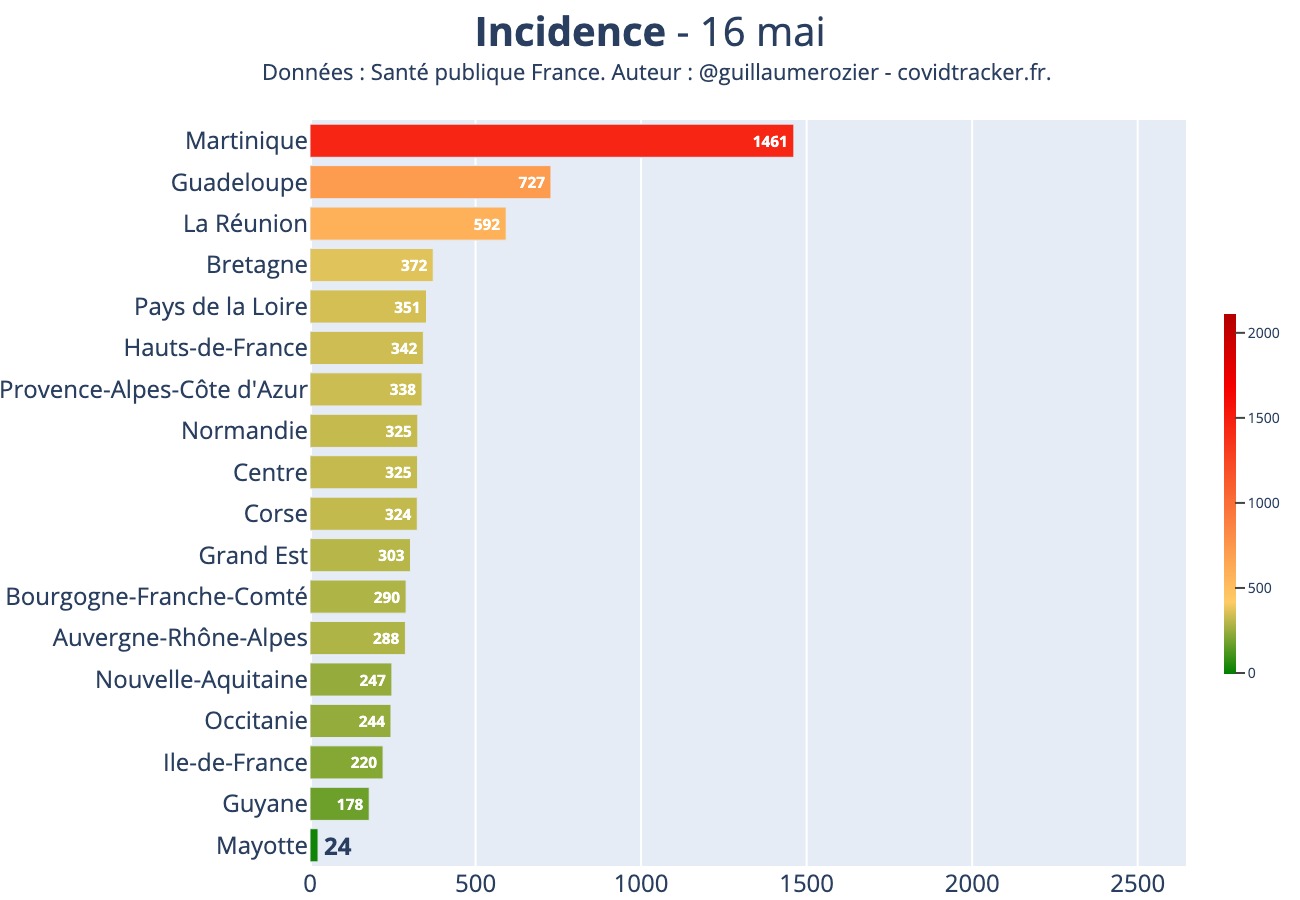 Incidence - 16 mai
Données : Santé publique France. Auteur : @guillaumerozier - covidtracker.fr.
Martinique 1461
Guadeloupe 727
La Réunion 592
Bretagne 372
Pays de la Loire 351
Hauts-de-France 342
Provence-Alpes-Côte d'Azur 338
Normandie 325
Centre 325
Corse 324
Grand Est 303
Bourgogne-Franche-Comté 290
Auvergne-Rhône-Alpes 288
Nouvelle-Aquitaine 247
Occitanie 244
Ile-de-France 220
Guyane 178
Mayotte 24
0 500 1000 1500 2000 2500
2000
1500
1000
500
0